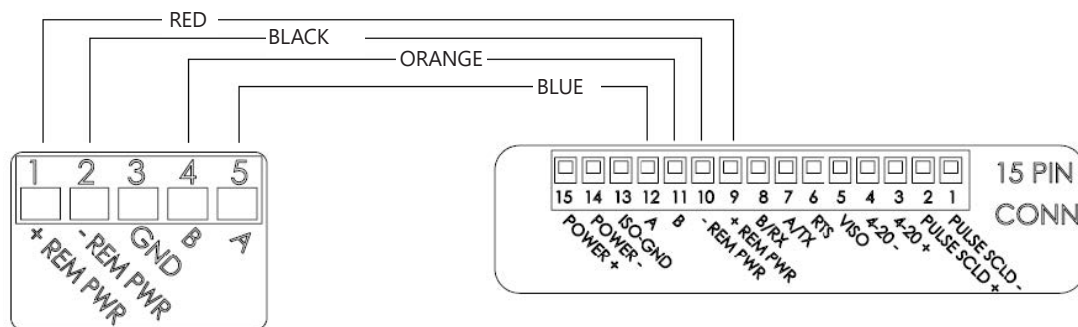 RED
BLACK
ORANGE
BLUE
1 2 3 4 5
+ REM PWR
- REM PWR
GND
B
A
15 14 13 12 11 10 9 8 7 6 5 4 3 2 1
POWER +
POWER -
ISO-GND
A
B
- REM PWR
+ REM PWR
B/RX
A/TX
RTS
VISO
4-20 -
4-20 +
PULSE SCLD +
PULSE SCLD -
15 PIN
CONN